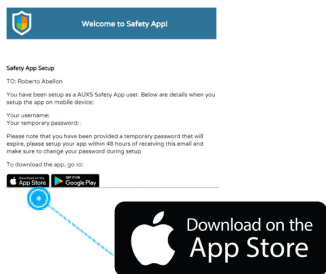 Welcome to Safety App!
Safety App Setup
TO: Roberto Abellon
You have been setup as a AUXS Safety App user. Below are details when you
setup the app on mobile device:
Your username:
Your temporary password: :
Please note that you have been provided a temporary password that will
expire, please setup your app within 48 hours of receiving this email and
make sure to change your password during setup
To download the app, go to:
Download on the
App Store
GET IT ON
Google Play
Download on the
App Store